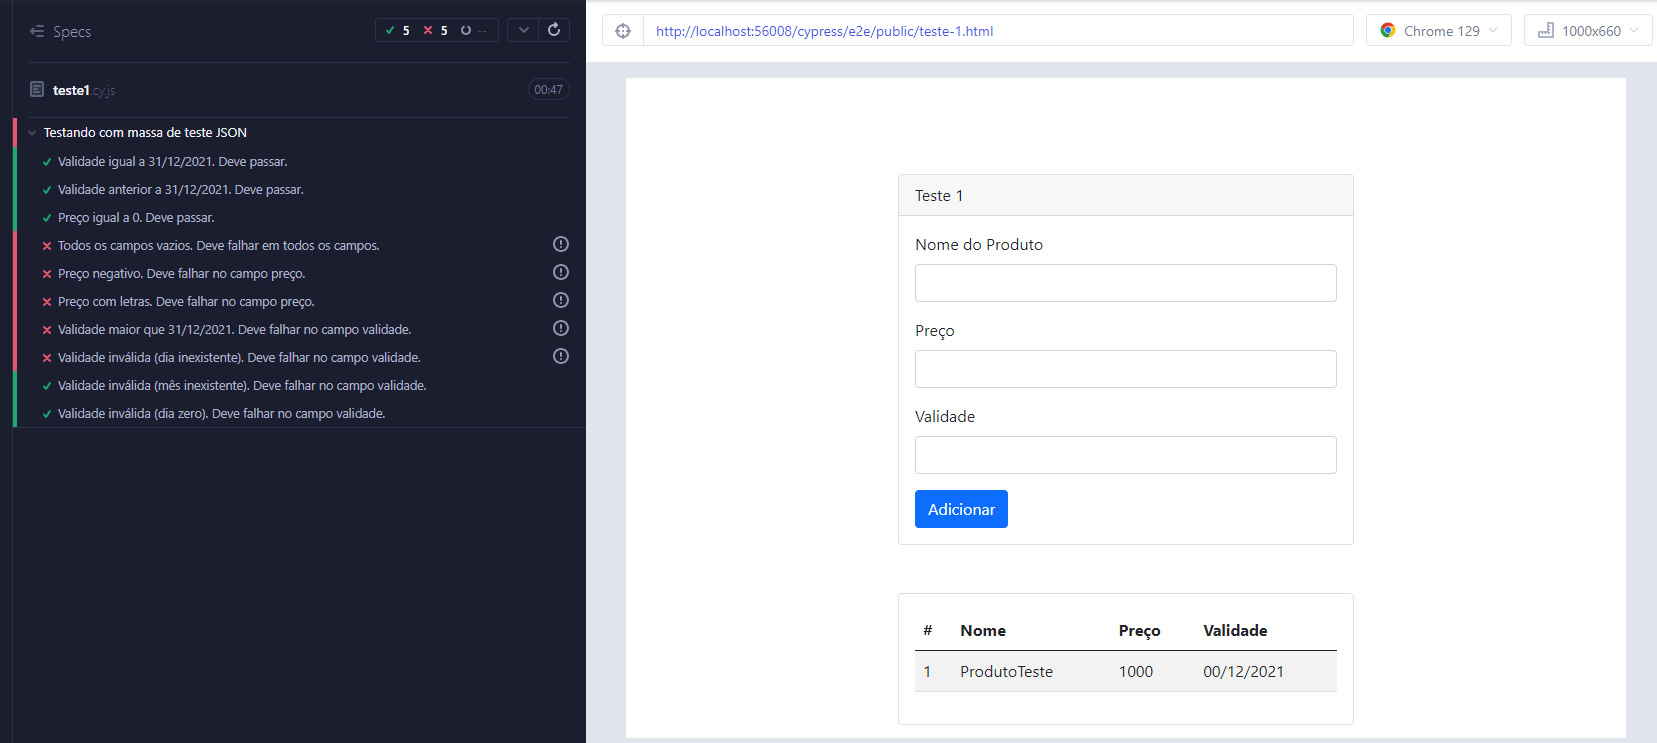 Specs
5 5 --
teste1.cy.js
00:47
Testando com massa de teste JSON
Validade igual a 31/12/2021. Deve passar.
Validade anterior a 31/12/2021. Deve passar.
Preço igual a 0. Deve passar.
Todos os campos vazios. Deve falhar em todos os campos.
Preço negativo. Deve falhar no campo preço.
Preço com letras. Deve falhar no campo preço.
Validade maior que 31/12/2021. Deve falhar no campo validade.
Validade inválida (dia inexistente). Deve falhar no campo validade.
Validade inválida (mês inexistente). Deve falhar no campo validade.
Validade inválida (dia zero). Deve falhar no campo validade.
http://localhost:56008/cypress/e2e/public/teste-1.html
Chrome 129
1000x660
Teste 1
Nome do Produto
Preço
Validade
Adicionar
# Nome Preço Validade
1 ProdutoTeste 1000 00/12/2021